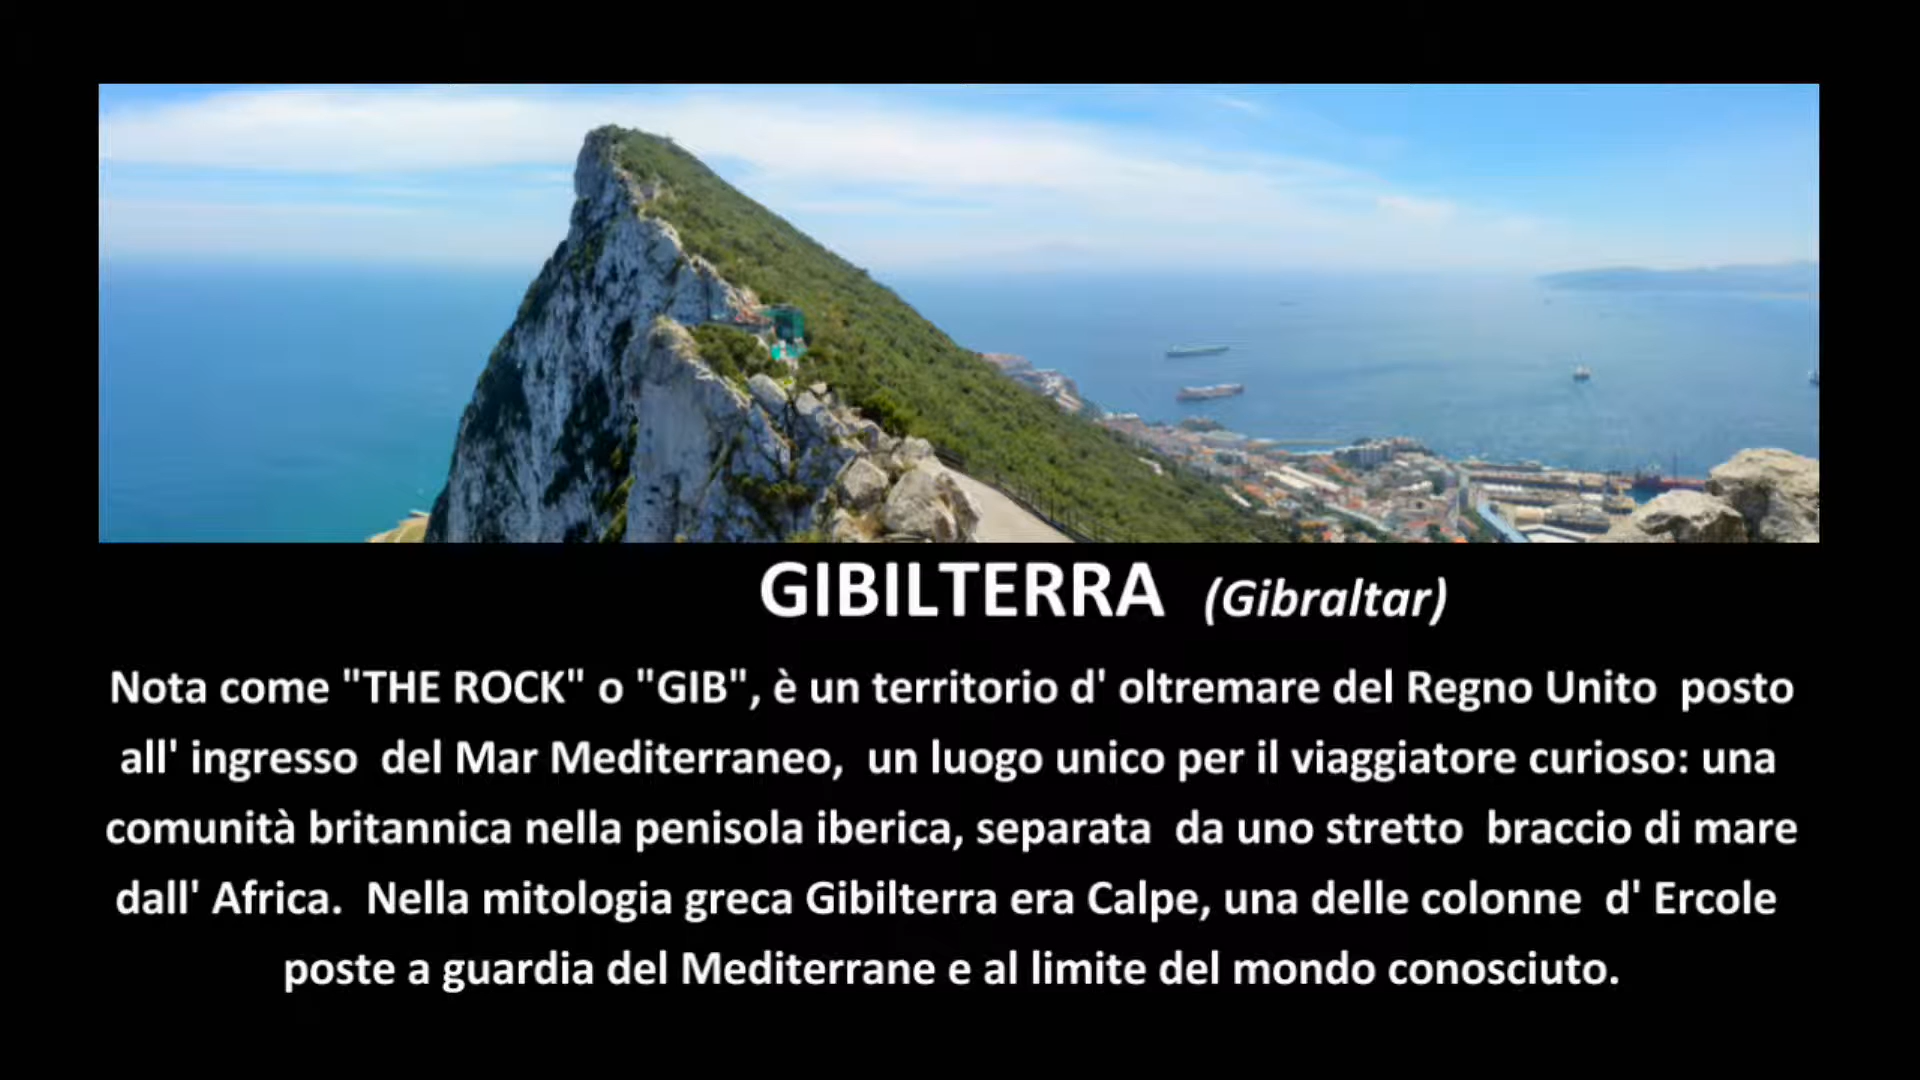 GIBILTERRA (Gibraltar)
Nota come "THE ROCK" o "GIB", è un territorio d' oltremare del Regno Unito posto
all' ingresso del Mar Mediterraneo, un luogo unico per il viaggiatore curioso: una
comunità britannica nella penisola iberica, separata da uno stretto braccio di mare
dall' Africa. Nella mitologia greca Gibilterra era Calpe, una delle colonne d' Ercole
poste a guardia del Mediterrane e al limite del mondo conosciuto.